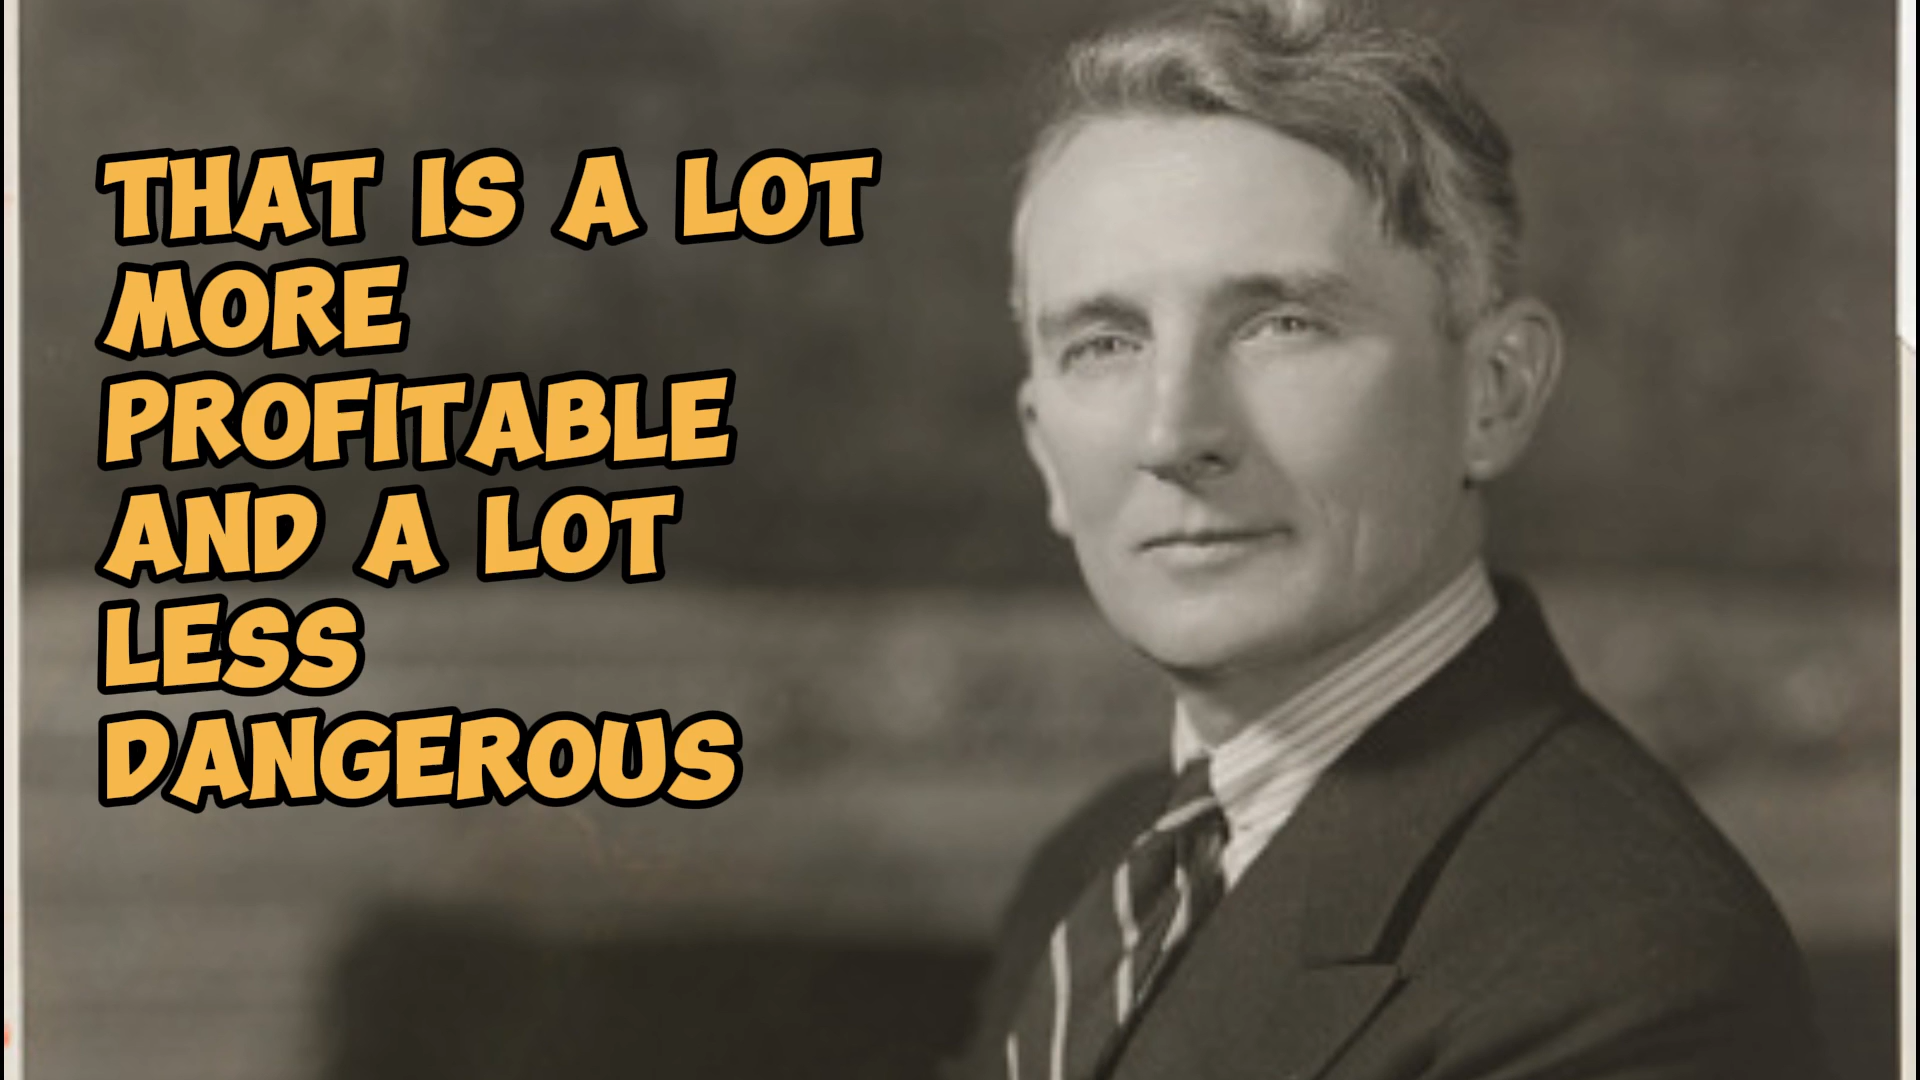 THAT IS A LOT
MORE
PROFITABLE
AND A LOT
LESS
DANGEROUS